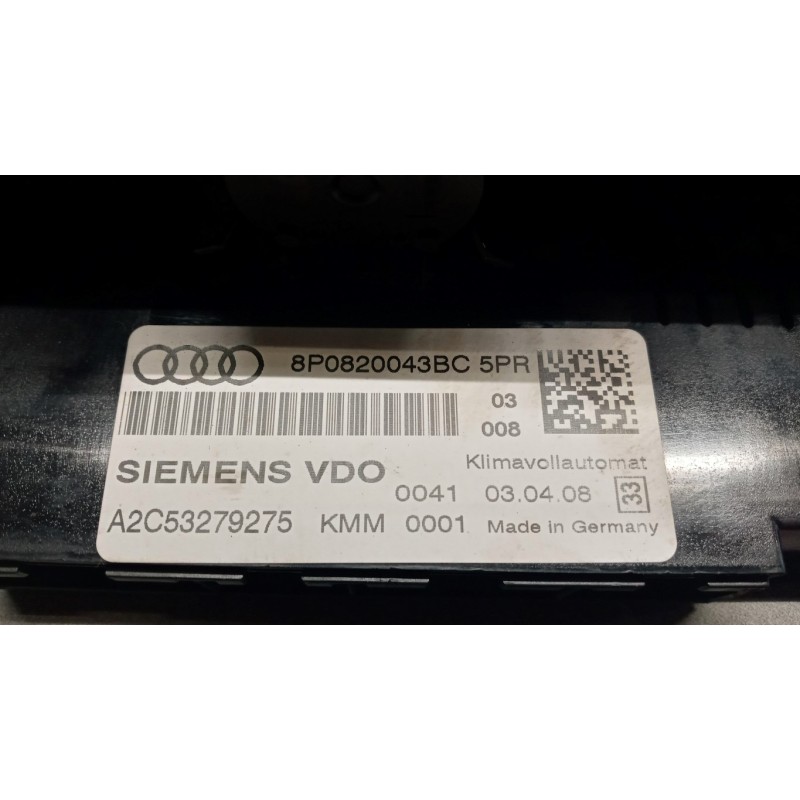 8P0820043BC 5PR
03
008
SIEMENS VDO
Klimavollautomat
0041 03.04.08 33
A2C53279275 KMM 0001 Made in Germany